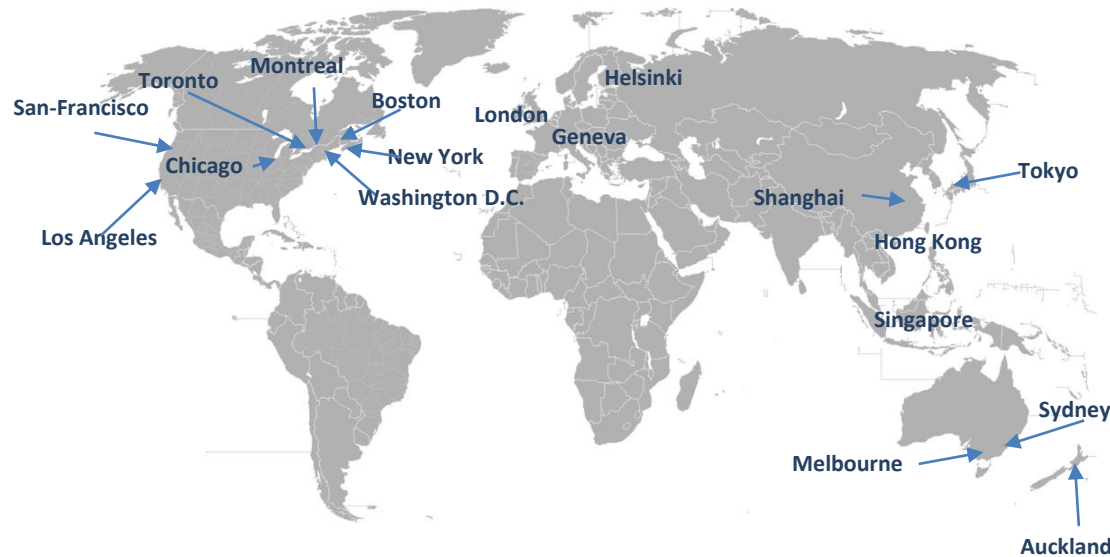 Montreal
Helsinki
Toronto
San-Francisco
Boston
London
Geneva
New York
Chicago
Tokyo
Washington D.C.
Shanghai
Los Angeles
Hong Kong
Singapore
Sydney
Melbourne
Auckland